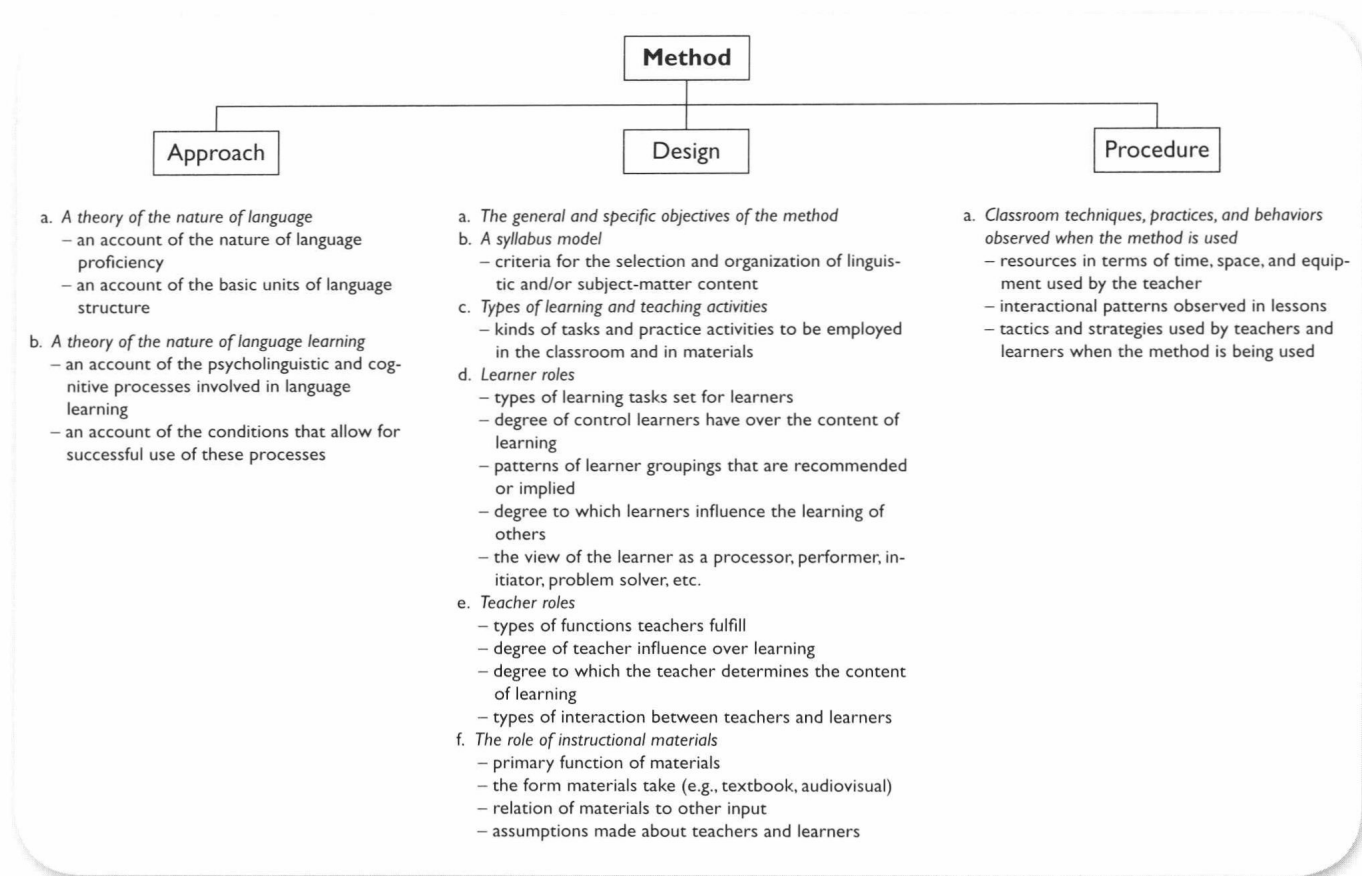 Method
Approach
a. A theory of the nature of language
– an account of the nature of language
proficiency
– an account of the basic units of language
structure
b. A theory of the nature of language learning
– an account of the psycholinguistic and cog-
nitive processes involved in language
learning
– an account of the conditions that allow for
successful use of these processes
Design
a. The general and specific objectives of the method
b. A syllabus model
– criteria for the selection and organization of linguis-
tic and/or subject-matter content
c. Types of learning and teaching activities
– kinds of tasks and practice activities to be employed
in the classroom and in materials
d. Learner roles
– types of learning tasks set for learners
– degree of control learners have over the content of
learning
– patterns of learner groupings that are recommended
or implied
– degree to which learners influence the learning of
others
– the view of the learner as a processor, performer, in-
itiator, problem solver, etc.
e. Teacher roles
– types of functions teachers fulfill
– degree of teacher influence over learning
– degree to which the teacher determines the content
of learning
– types of interaction between teachers and learners
f. The role of instructional materials
– primary function of materials
– the form materials take (e.g., textbook, audiovisual)
– relation of materials to other input
– assumptions made about teachers and learners
Procedure
a. Classroom techniques, practices, and behaviors
observed when the method is used
– resources in terms of time, space, and equip-
ment used by the teacher
– interactional patterns observed in lessons
– tactics and strategies used by teachers and
learners when the method is being used